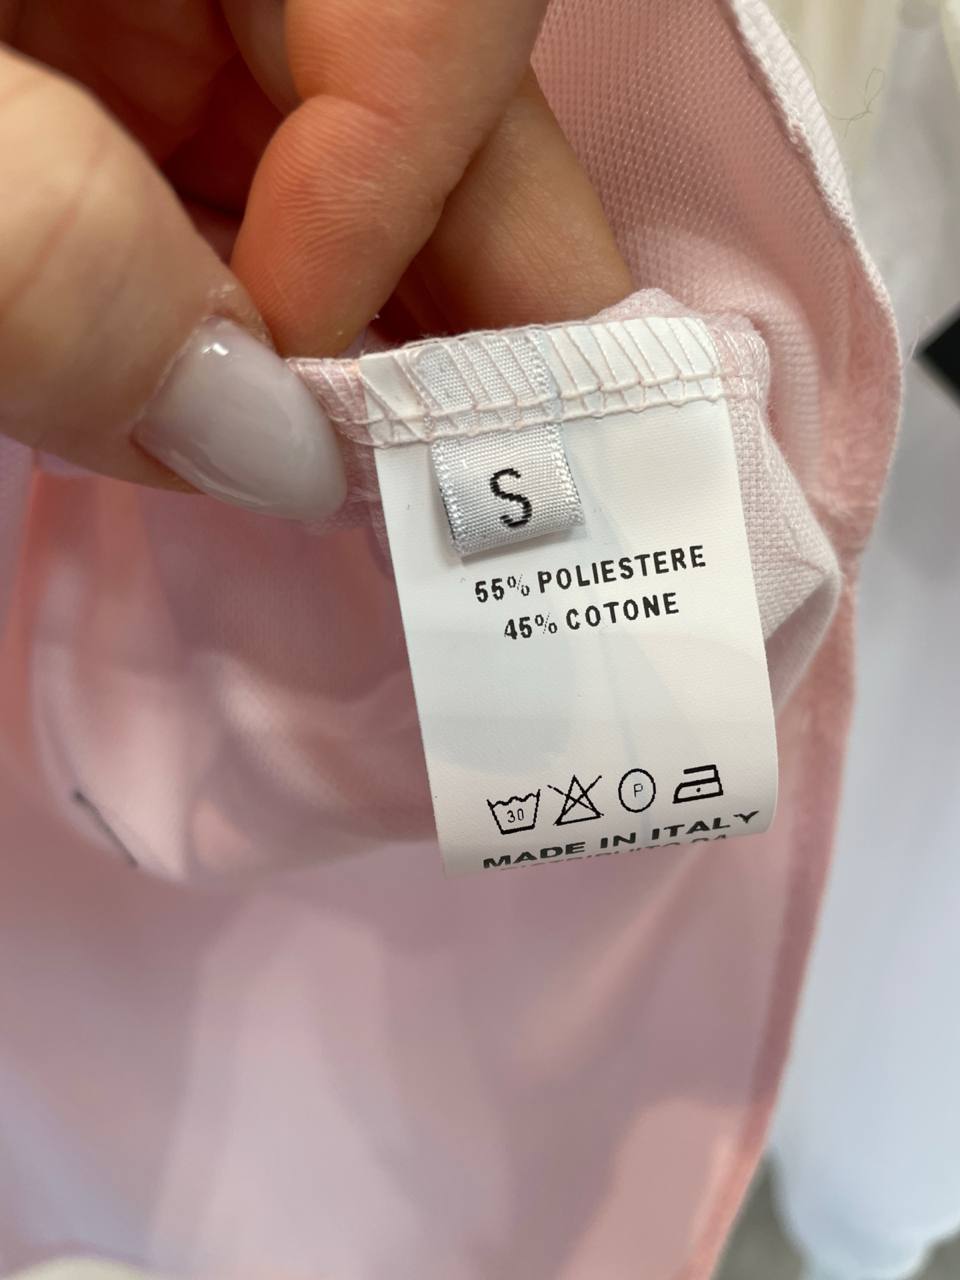 S
55% POLIESTERE
45% COTONE
30 P
MADE IN ITALY